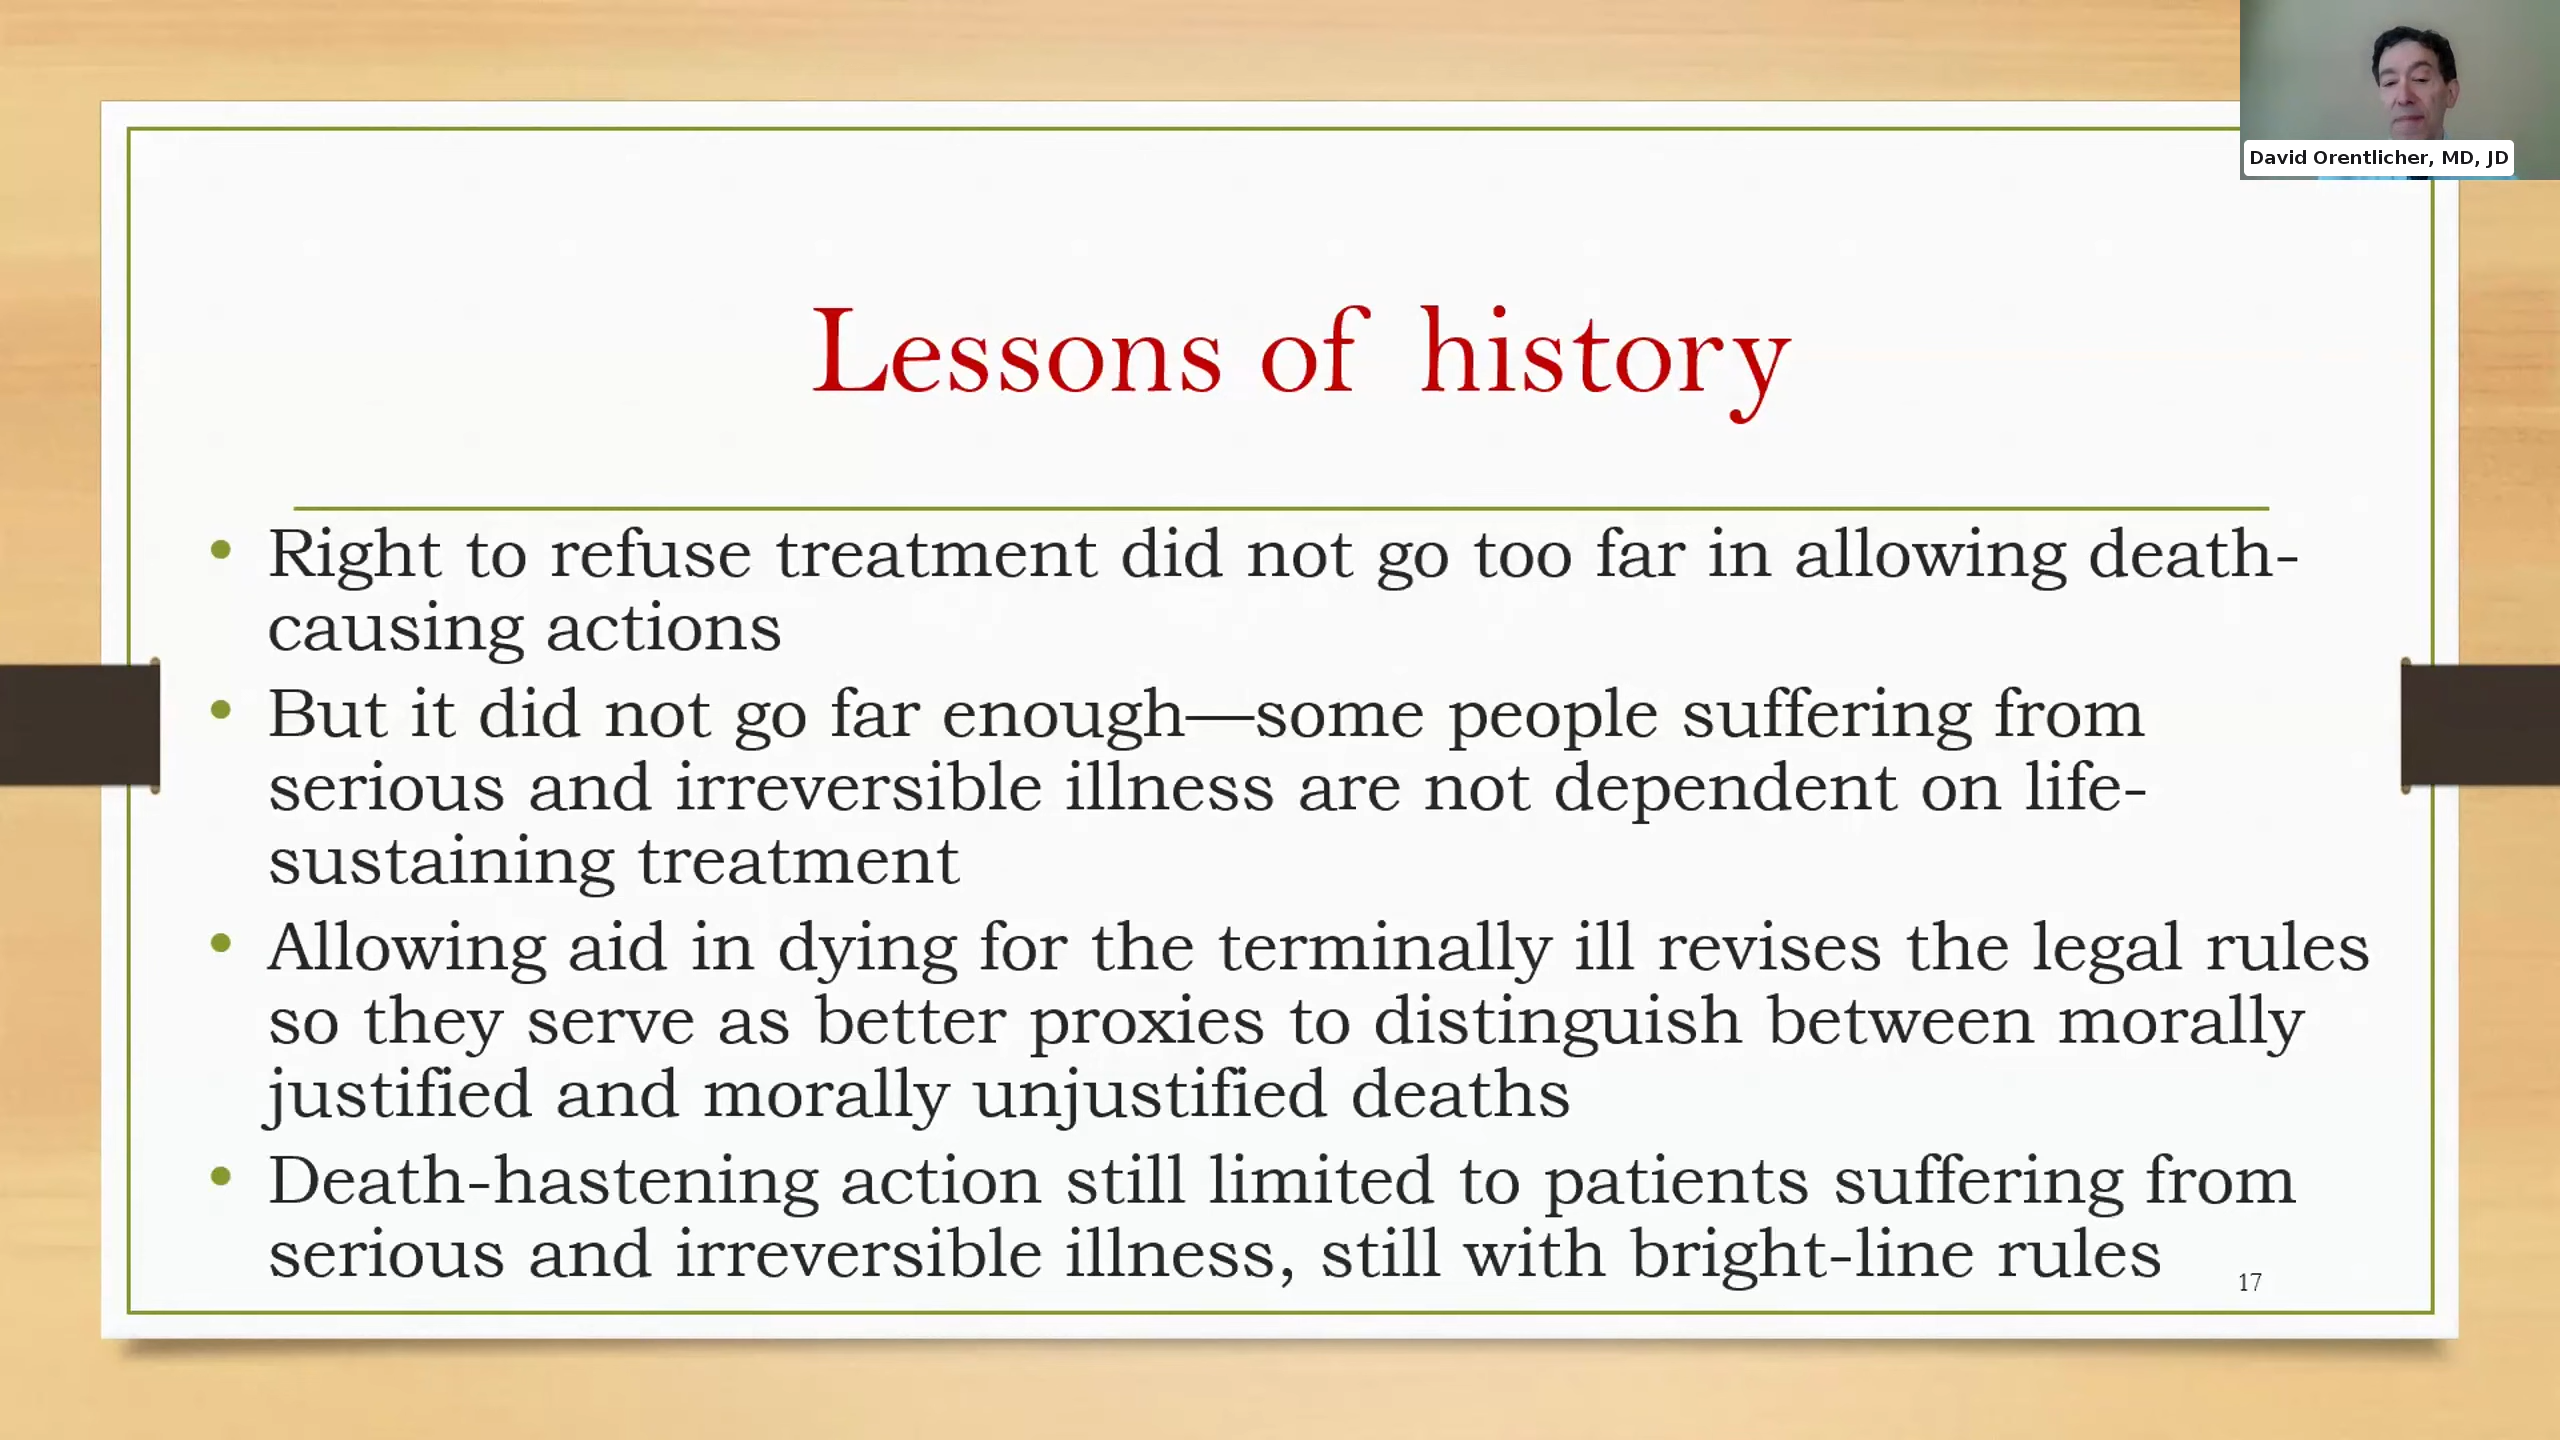 David Orentlicher, MD, JD
Lessons of history
• Right to refuse treatment did not go too far in allowing death-
causing actions
• But it did not go far enough—some people suffering from
serious and irreversible illness are not dependent on life-
sustaining treatment
• Allowing aid in dying for the terminally ill revises the legal rules
so they serve as better proxies to distinguish between morally
justified and morally unjustified deaths
• Death-hastening action still limited to patients suffering from
serious and irreversible illness, still with bright-line rules
17